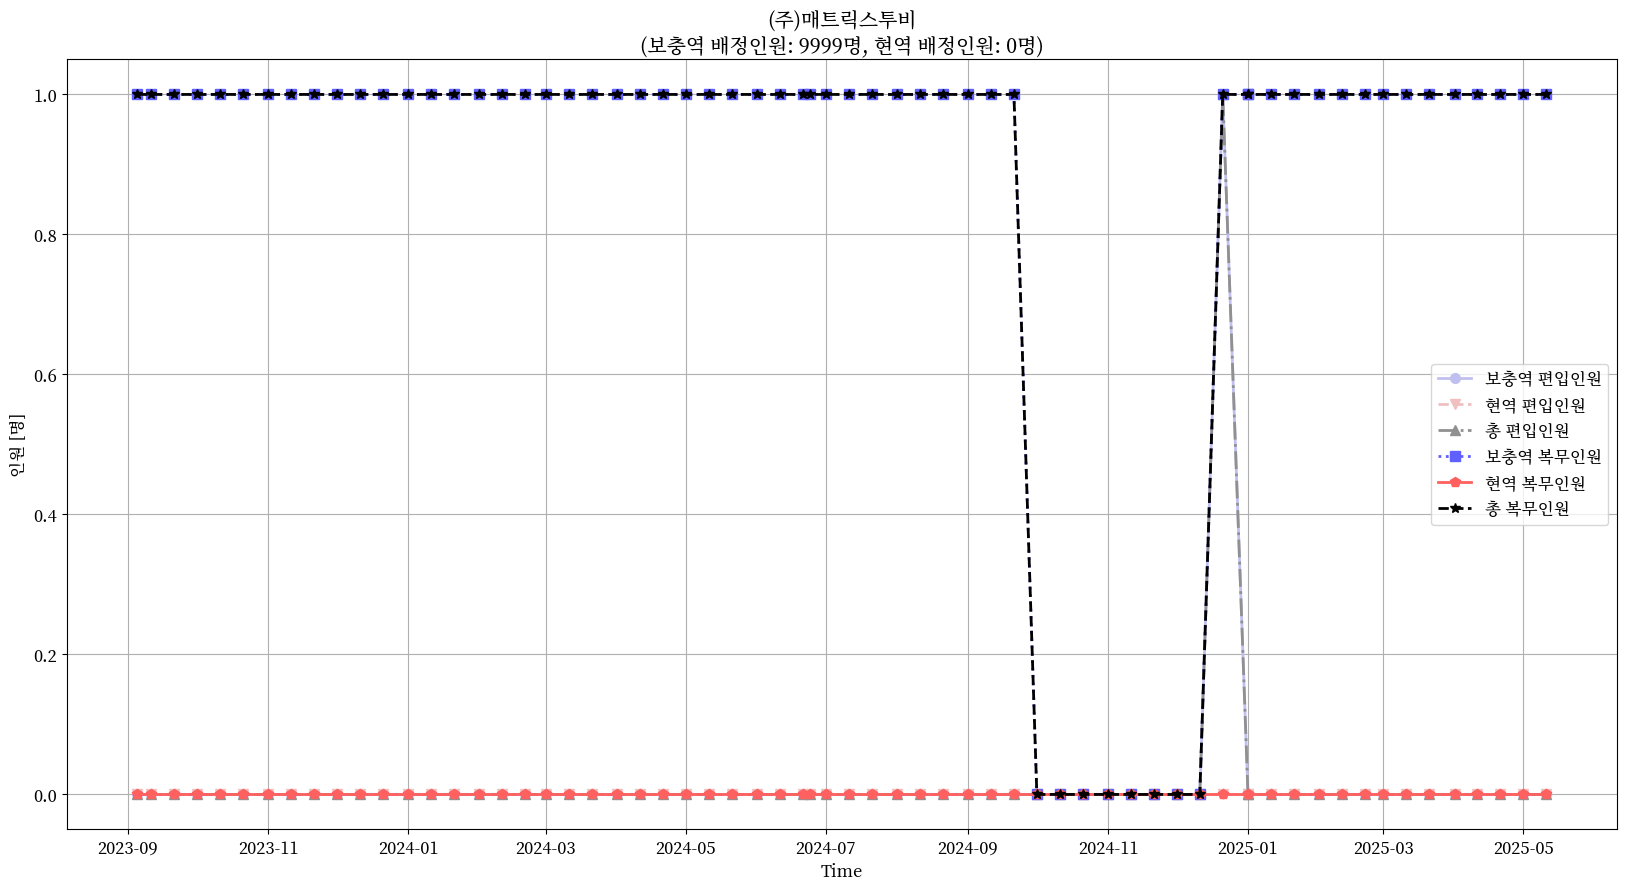 (주)매트릭스투비
(보충역 배정인원: 9999명, 현역 배정인원: 0명)
인원 [명]
1.0
0.8
0.6
0.4
0.2
0.0
보충역 편입인원
현역 편입인원
총 편입인원
보충역 복무인원
현역 복무인원
총 복무인원
2023-09 2023-11 2024-01 2024-03 2024-05 2024-07 2024-09 2024-11 2025-01 2025-03 2025-05
Time